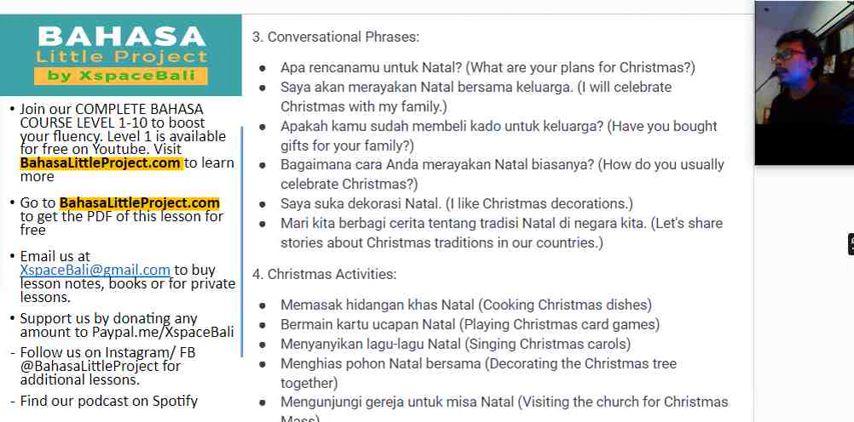 BAHASA
Little Project
by XspaceBali
• Join our COMPLETE BAHASA
COURSE LEVEL 1-10 to boost
your fluency. Level 1 is available
for free on Youtube. Visit
BahasaLittleProject.com to learn
more
• Go to BahasaLittleProject.com
to get the PDF of this lesson for
free
• Email us at
XspaceBali@gmail.com to buy
lesson notes, books or for private
lessons.
• Support us by donating any
amount to Paypal.me/XspaceBali
- Follow us on Instagram/ FB
@BahasaLittleProject for
additional lessons.
- Find our podcast on Spotify
3. Conversational Phrases:
● Apa rencanamu untuk Natal? (What are your plans for Christmas?)
● Saya akan merayakan Natal bersama keluarga. (I will celebrate
Christmas with my family.)
● Apakah kamu sudah membeli kado untuk keluarga? (Have you bought
gifts for your family?)
● Bagaimana cara Anda merayakan Natal biasanya? (How do you usually
celebrate Christmas?)
● Saya suka dekorasi Natal. (I like Christmas decorations.)
● Mari kita berbagi cerita tentang tradisi Natal di negara kita. (Let's share
stories about Christmas traditions in our countries.)
4. Christmas Activities:
● Memasak hidangan khas Natal (Cooking Christmas dishes)
● Bermain kartu ucapan Natal (Playing Christmas card games)
● Menyanyikan lagu-lagu Natal (Singing Christmas carols)
● Menghias pohon Natal bersama (Decorating the Christmas tree
together)
● Mengunjungi gereja untuk misa Natal (Visiting the church for Christmas
Mass)